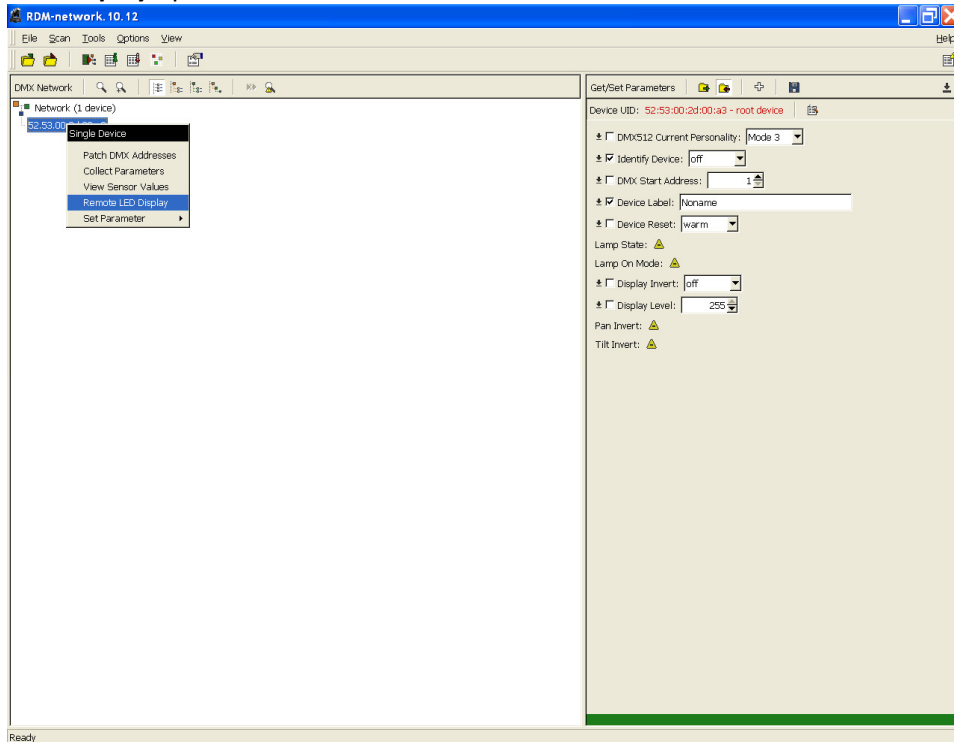 RDM-network.10.12
File Scan Tools Options View Help
DMX Network
Network (1 device)
52.53.00
Single Device
Patch DMX Addresses
Collect Parameters
View Sensor Values
Remote LED Display
Set Parameter
Get/Set Parameters
Device UID: 52:53:00:2d:00:a3 - root device
DMX512 Current Personality: Mode 3
Identify Device: off
DMX Start Address: 1
Device Label: Noname
Device Reset: warm
Lamp State:
Lamp On Mode:
Display Invert: off
Display Level: 255
Pan Invert:
Tilt Invert:
Ready